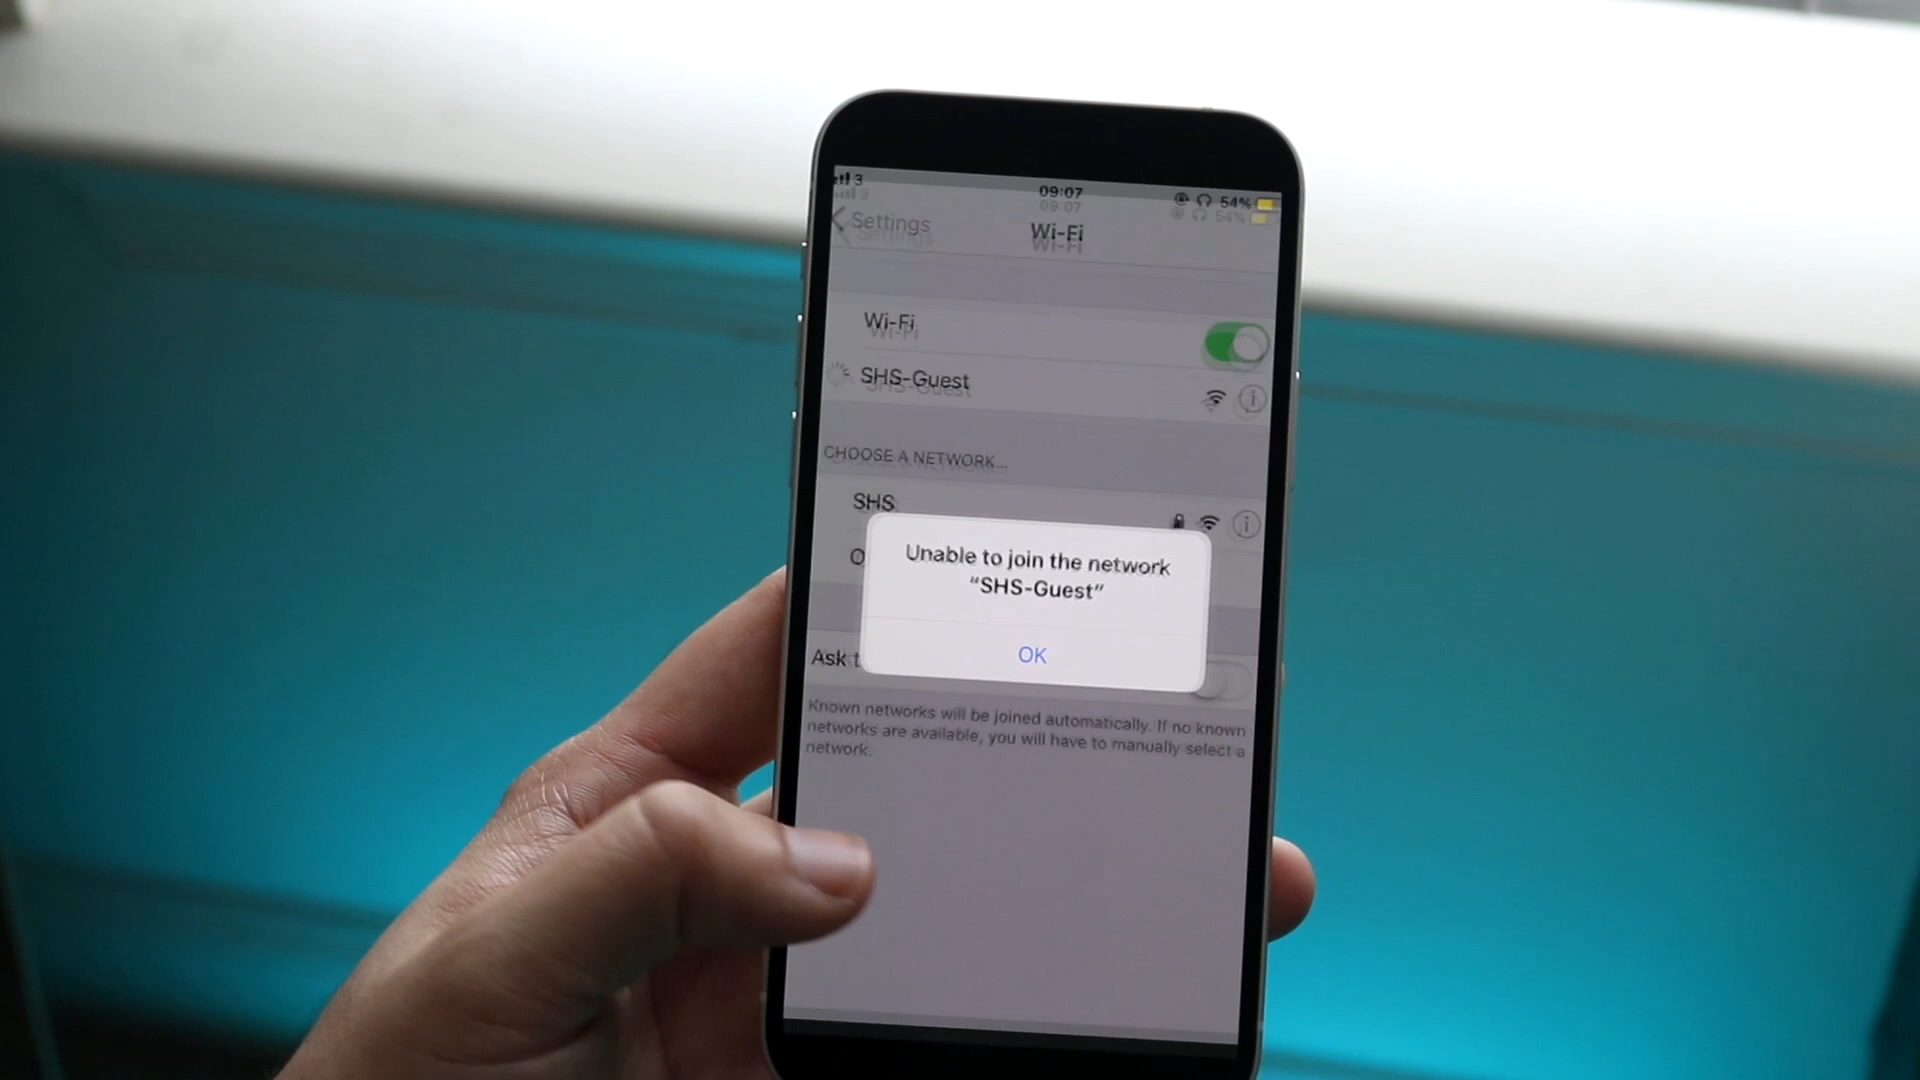 3
09:07
54%
Settings
Wi-Fi
Wi-Fi
SHS-Guest
CHOOSE A NETWORK...
SHS
O
Unable to join the network
“SHS-Guest”
OK
Ask t
Known networks will be joined automatically. If no known
networks are available, you will have to manually select a
network.